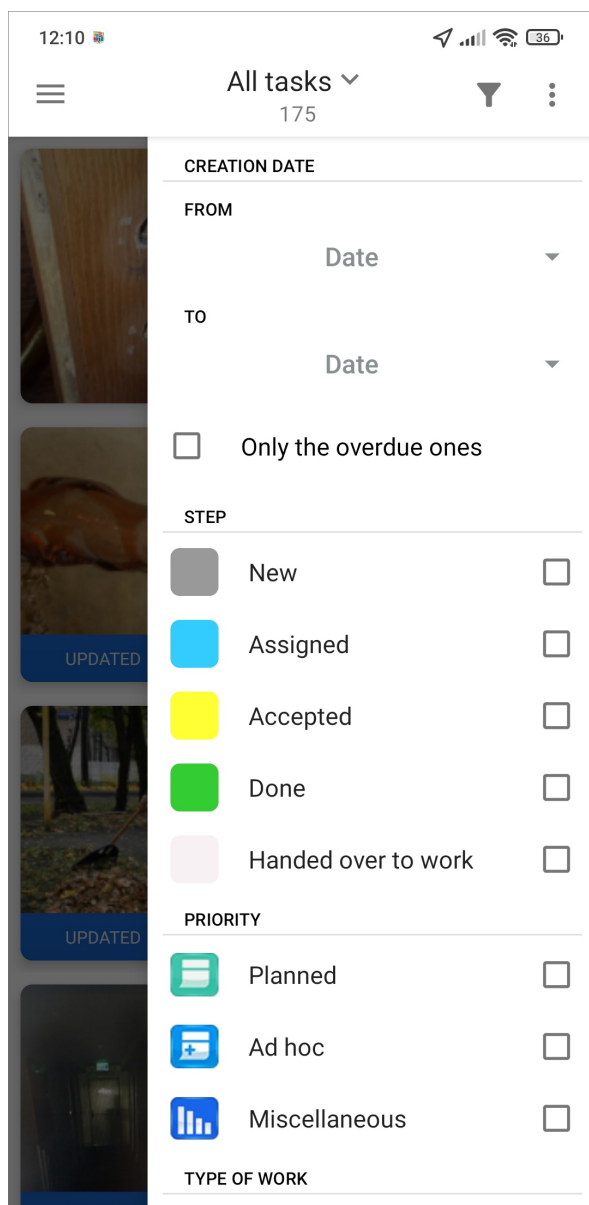 12:10
36
All tasks
175
CREATION DATE
FROM
Date
TO
Date
Only the overdue ones
STEP
New
Assigned
UPDATED
Accepted
Done
Handed over to work
PRIORITY
UPDATED
Planned
Ad hoc
Miscellaneous
TYPE OF WORK